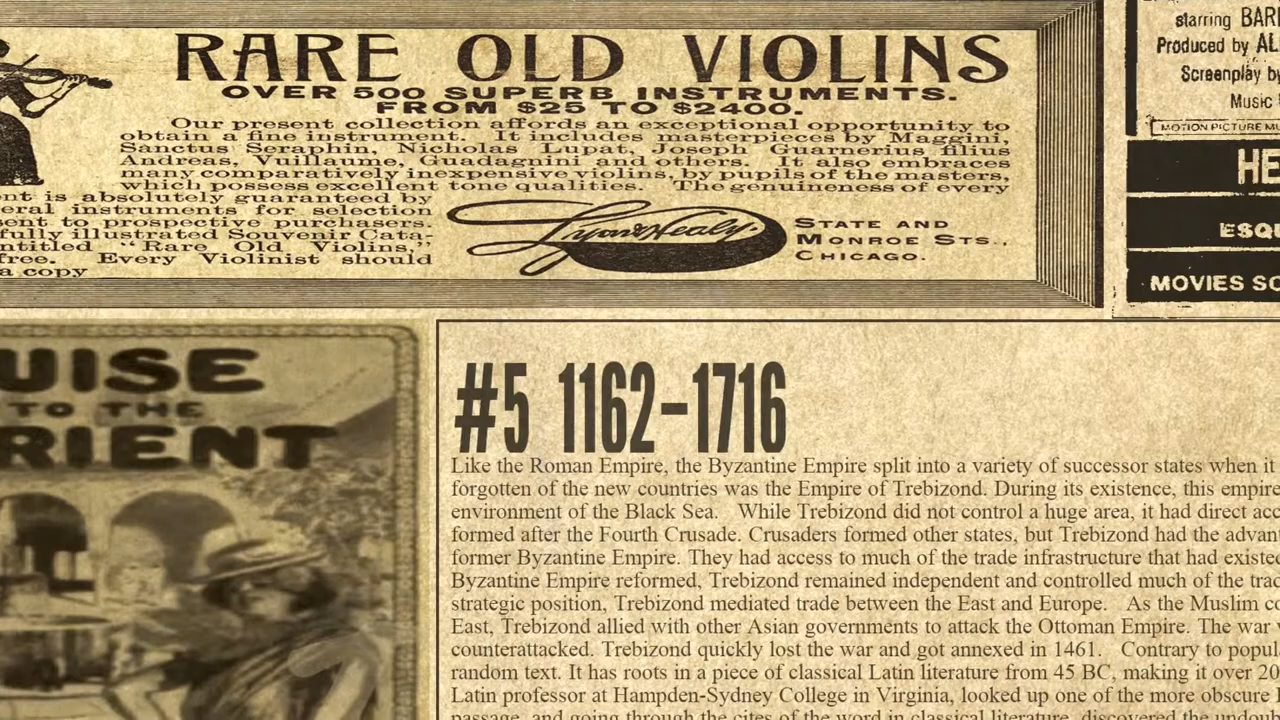 RARE OLD VIOLINS
OVER 500 SUPERB INSTRUMENTS.
FROM $25 TO $2400.
Our present collection affords an exceptional opportunity to
obtain a fine instrument. It includes masterpieces by Maggini,
Sanctus Seraphin, Nicholas Lupat, Joseph Guarnerius filius
Andreas, Vuillaume, Guadagnini and others. It also embraces
many comparatively inexpensive violins, by pupils of the masters,
which possess excellent tone qualities. The genuineness of every
nt is absolutely guaranteed by
eral instruments for selection
ent to prospective purchasers.
fully illustrated Souvenir Cata-
ntitled "Rare Old Violins,"
free. Every Violinist should
a copy
Lyon & Healy.
STATE AND
MONROE STS.,
CHICAGO.
starring BARI
Produced by AL
Screenplay by
Music
MOTION PICTURE M
HE
ESQU
MOVIES SC
UISE
TO THE
RIENT
#5 1162-1716
Like the Roman Empire, the Byzantine Empire split into a variety of successor states when it
forgotten of the new countries was the Empire of Trebizond. During its existence, this empire
environment of the Black Sea. While Trebizond did not control a huge area, it had direct acc
formed after the Fourth Crusade. Crusaders formed other states, but Trebizond had the advan
former Byzantine Empire. They had access to much of the trade infrastructure that had existe
Byzantine Empire reformed, Trebizond remained independent and controlled much of the trac
strategic position, Trebizond mediated trade between the East and Europe. As the Muslim co
East, Trebizond allied with other Asian governments to attack the Ottoman Empire. The war w
counterattacked. Trebizond quickly lost the war and got annexed in 1461. Contrary to popula
random text. It has roots in a piece of classical Latin literature from 45 BC, making it over 20
Latin professor at Hampden-Sydney College in Virginia, looked up one of the more obscure l
passage, and going through the cites of the word in classical literature, discovered the undoub